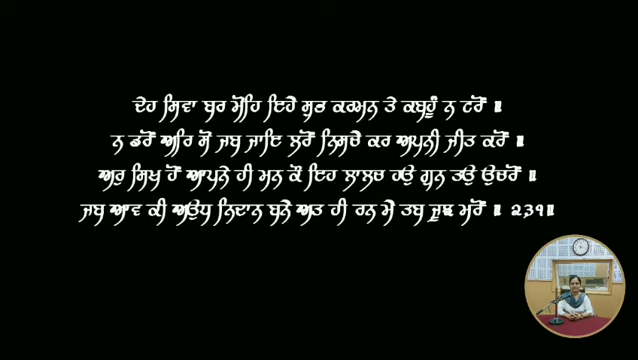 ਦੇਹ ਸਿਵਾ ਬਰ ਮੋਹਿ ਇਹੇ ਸੁਭ ਕਰਮਨ ਤੇ ਕਬਹੂੰ ਨ ਟਰੋਂ ॥
ਨ ਡਰੋਂ ਅਰਿ ਸੋ ਜਬ ਜਾਇ ਲਰੋਂ ਨਿਸਚੇ ਕਰ ਅਪਨੀ ਜੀਤ ਕਰੋਂ ॥
ਅਰੁ ਸਿਖ ਹੋਂ ਆਪਨੇ ਹੀ ਮਨ ਕੌ ਇਹ ਲਾਲਚ ਹਉ ਗੁਨ ਤਉ ਉਚਰੋਂ ॥
ਜਬ ਆਵ ਕੀ ਅਉਧ ਨਿਦਾਨ ਬਨੇ ਅਤ ਹੀ ਰਨ ਮੇ ਤਬ ਜੂਝ ਮਰੋਂ ॥ ੨੩੧॥